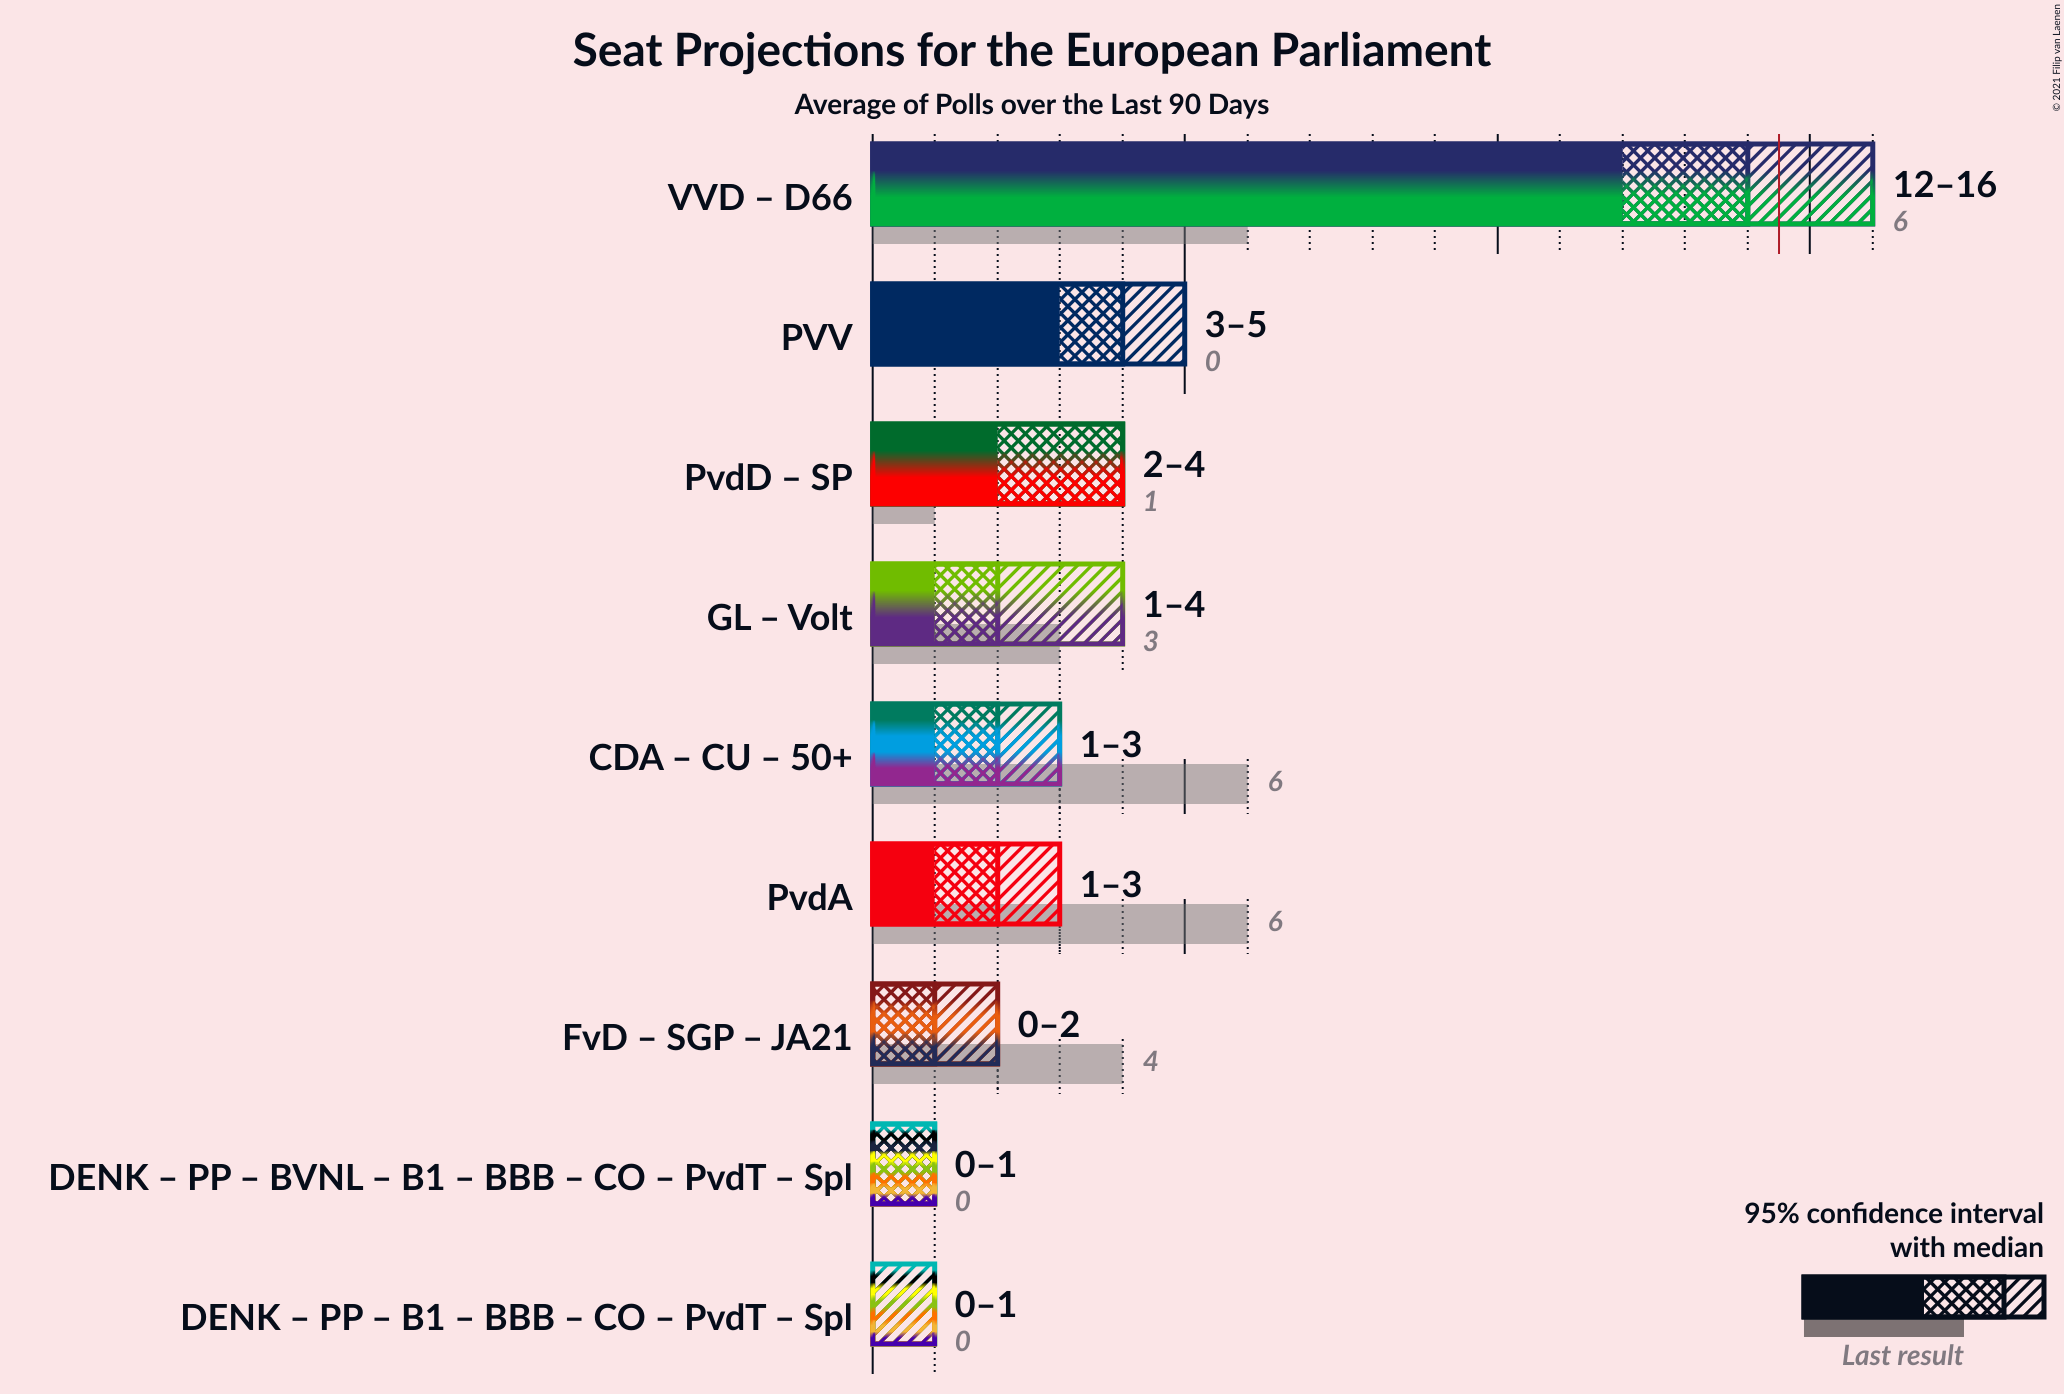 Seat Projections for the European Parliament
Average of Polls over the Last 90 Days
© 2021 Filip van Laenen
VVD – D66
12–16
6
PVV
3–5
0
PvdD – SP
2–4
1
GL – Volt
1–4
3
CDA – CU – 50+
1–3
6
PvdA
1–3
6
FvD – SGP – JA21
0–2
4
DENK – PP – BVNL – B1 – BBB – CO – PvdT – Spl
0–1
0
DENK – PP – B1 – BBB – CO – PvdT – Spl
0–1
0
95% confidence interval
with median
Last result